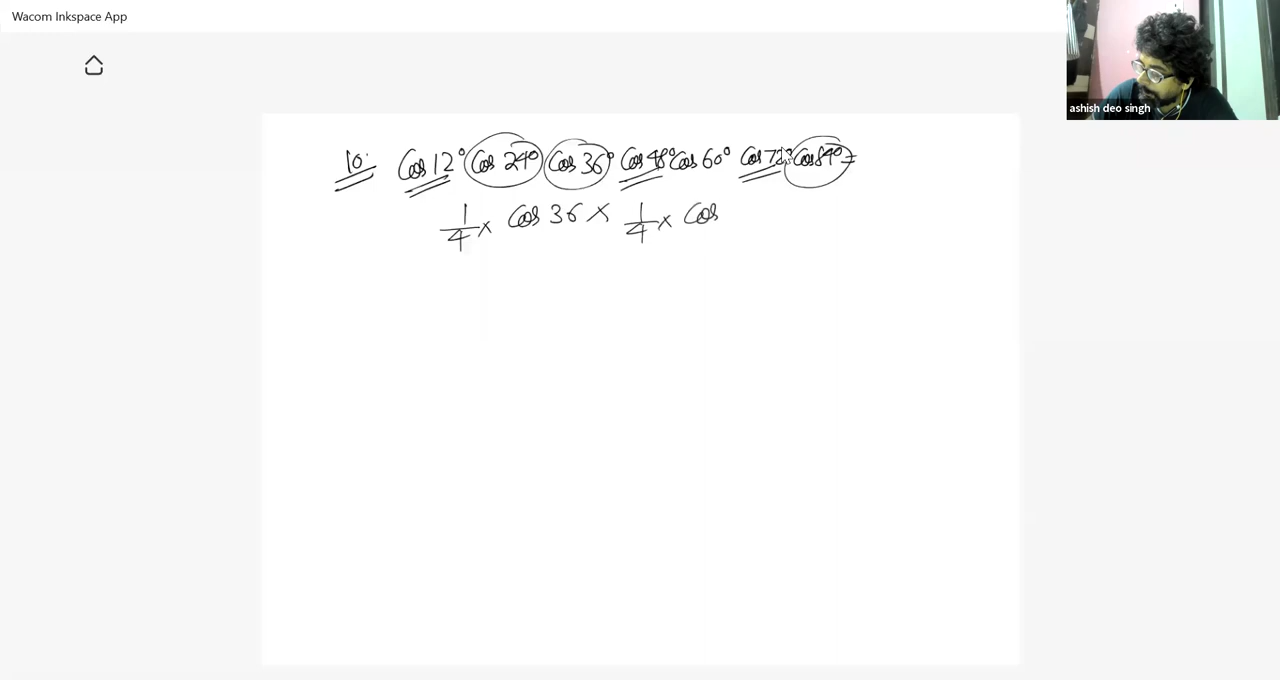 Wacom Inkspace App
ashish deo singh
10. Cos 12° Cos 24° Cos 36° Cos 48° Cos 60° Cos 72° Cos 84° =
1/4 × Cos 36 × 1/4 × Cos